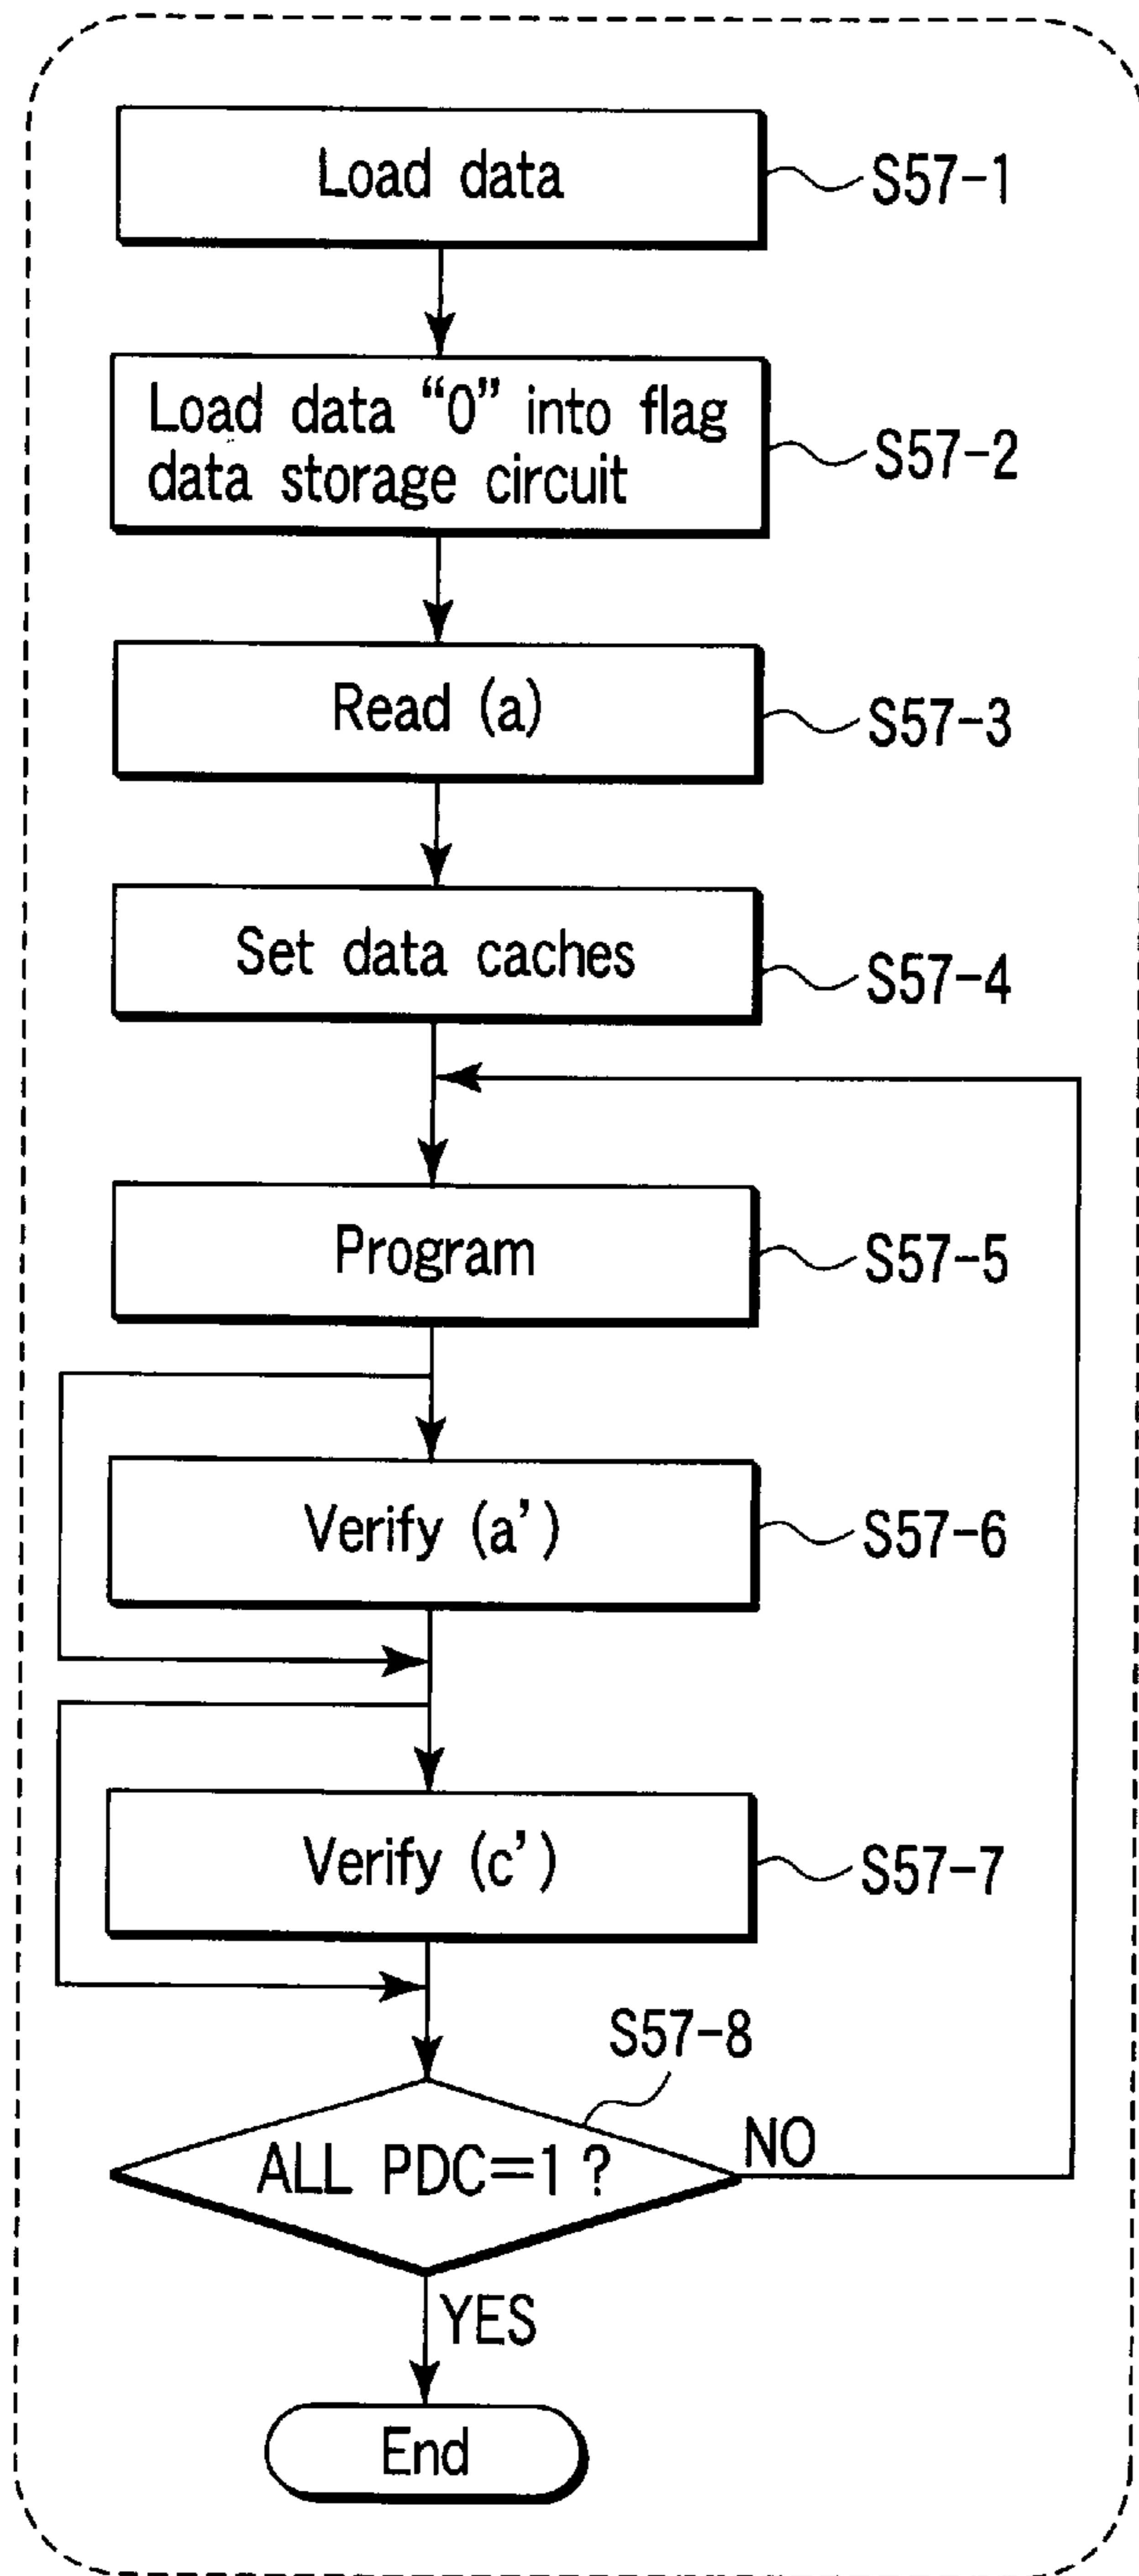 Load data
S57-1
Load data “0” into flag
data storage circuit
S57-2
Read (a)
S57-3
Set data caches
S57-4
Program
S57-5
Verify (a’)
S57-6
Verify (c’)
S57-7
S57-8
ALL PDC=1 ?
NO
YES
End